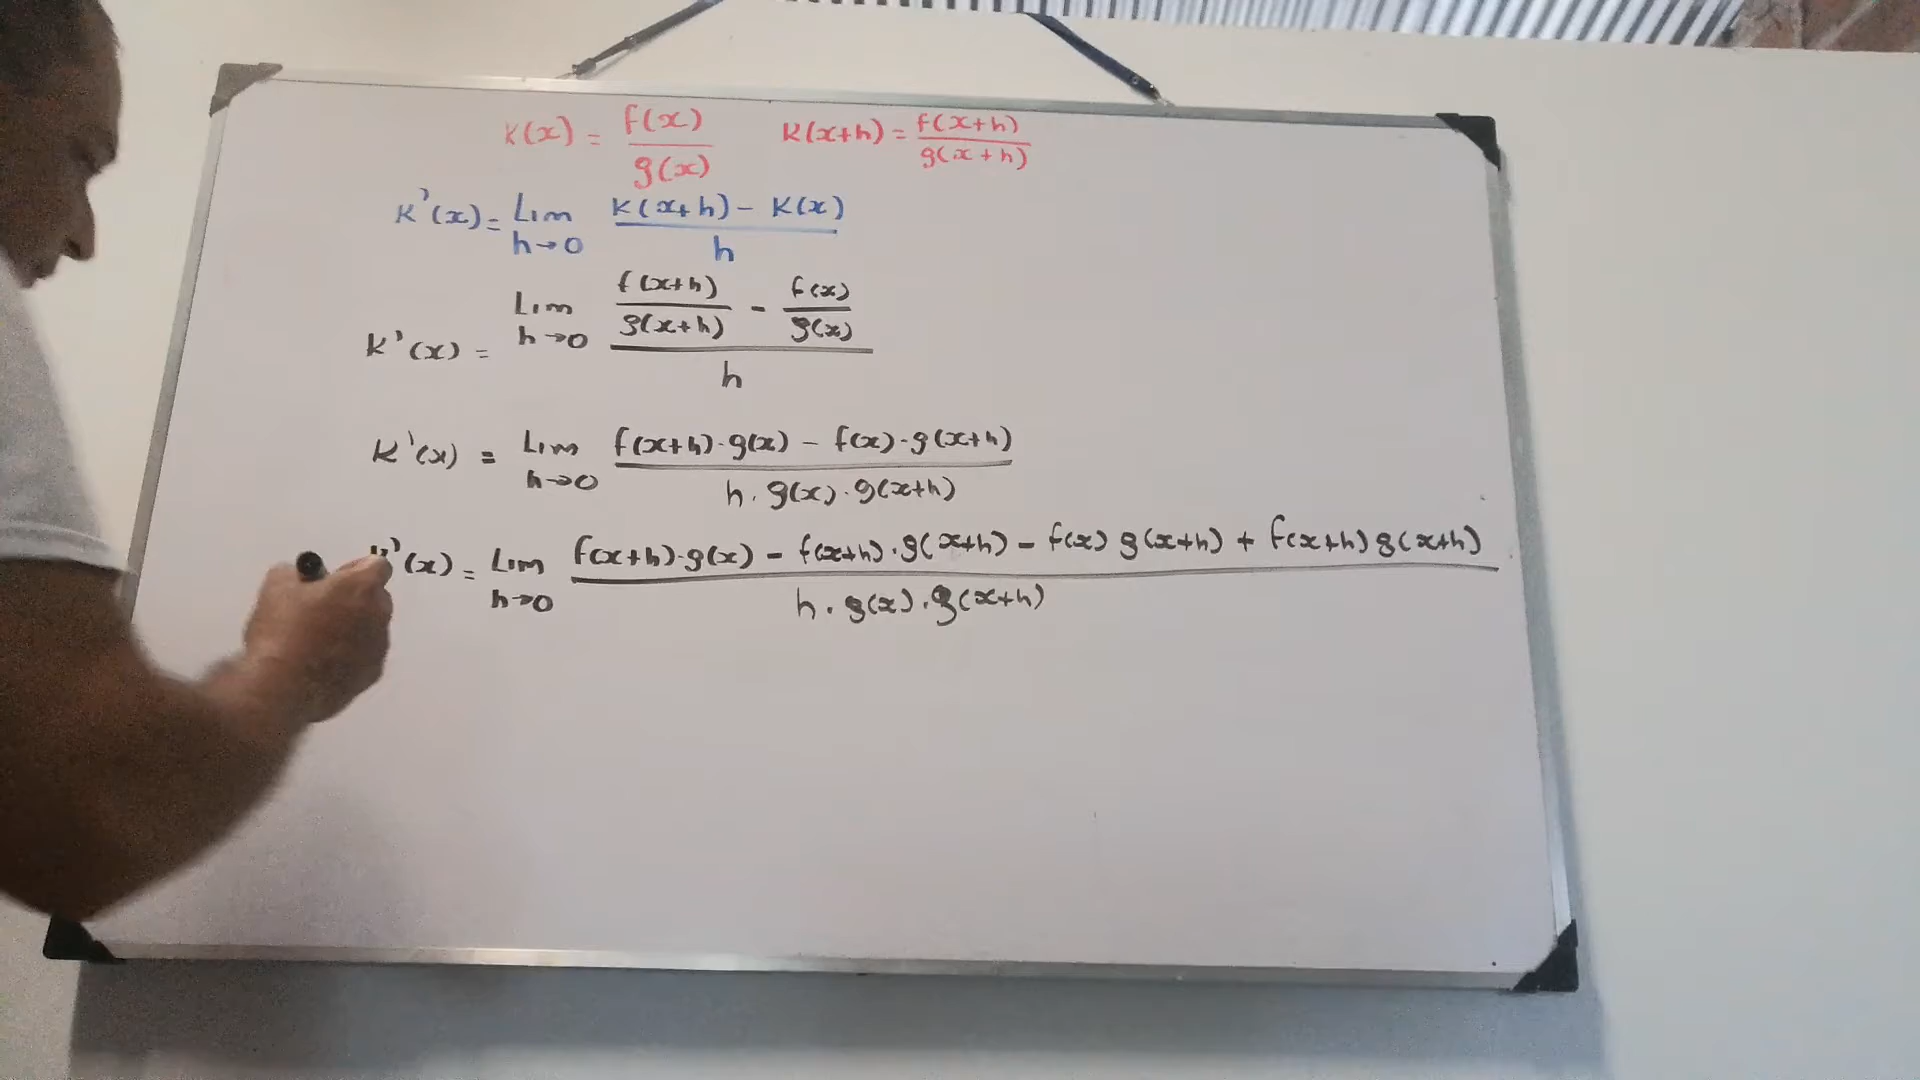 K(x) = f(x)/g(x)    K(x+h) = f(x+h)/g(x+h)
K'(x) = Lim h→0 K(x+h) - K(x) / h
K'(x) = Lim h→0 f(x+h)/g(x+h) - f(x)/g(x) / h
K'(x) = Lim h→0 f(x+h)·g(x) - f(x)·g(x+h) / h·g(x)·g(x+h)
K'(x) = Lim h→0 f(x+h)·g(x) - f(x+h)·g(x+h) - f(x) g(x+h) + f(x+h) g(x+h) / h·g(x)·g(x+h)